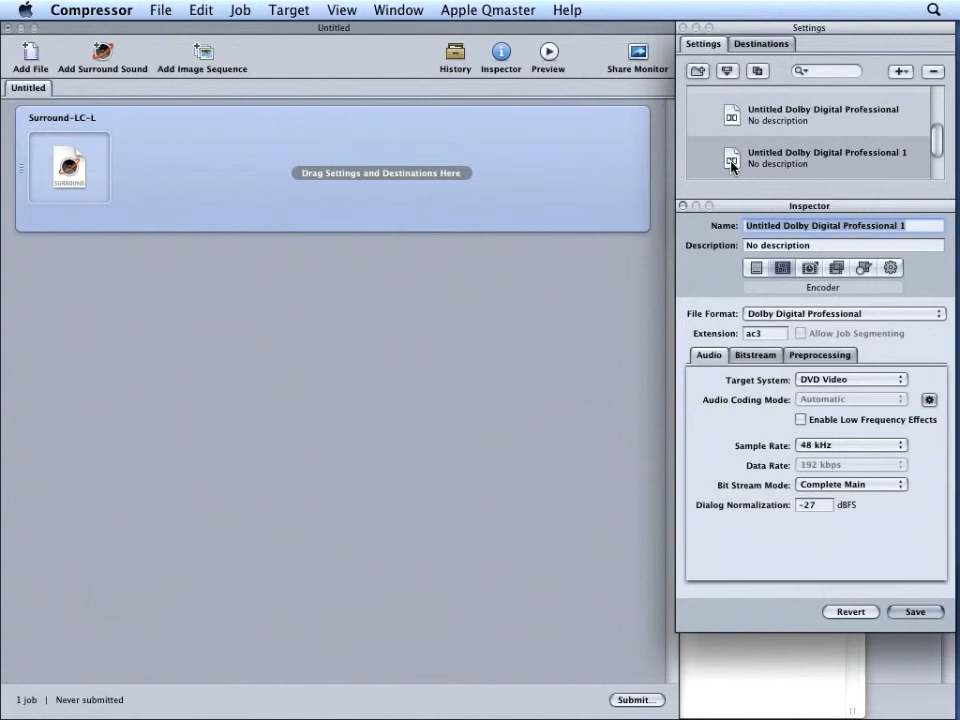 Compressor File Edit Job Target View Window Apple Qmaster Help
Untitled
Add File Add Surround Sound Add Image Sequence History Inspector Preview Share Monitor
Untitled
Surround-LC-L
SURROUND
Drag Settings and Destinations Here
1 job | Never submitted
Submit...
Settings
Settings Destinations
Untitled Dolby Digital Professional
No description
Untitled Dolby Digital Professional 1
No description
Inspector
Name: Untitled Dolby Digital Professional 1
Description: No description
Encoder
File Format: Dolby Digital Professional
Extension: ac3 Allow Job Segmenting
Audio Bitstream Preprocessing
Target System: DVD Video
Audio Coding Mode: Automatic
Enable Low Frequency Effects
Sample Rate: 48 kHz
Data Rate: 192 kbps
Bit Stream Mode: Complete Main
Dialog Normalization: -27 dBFS
Revert Save